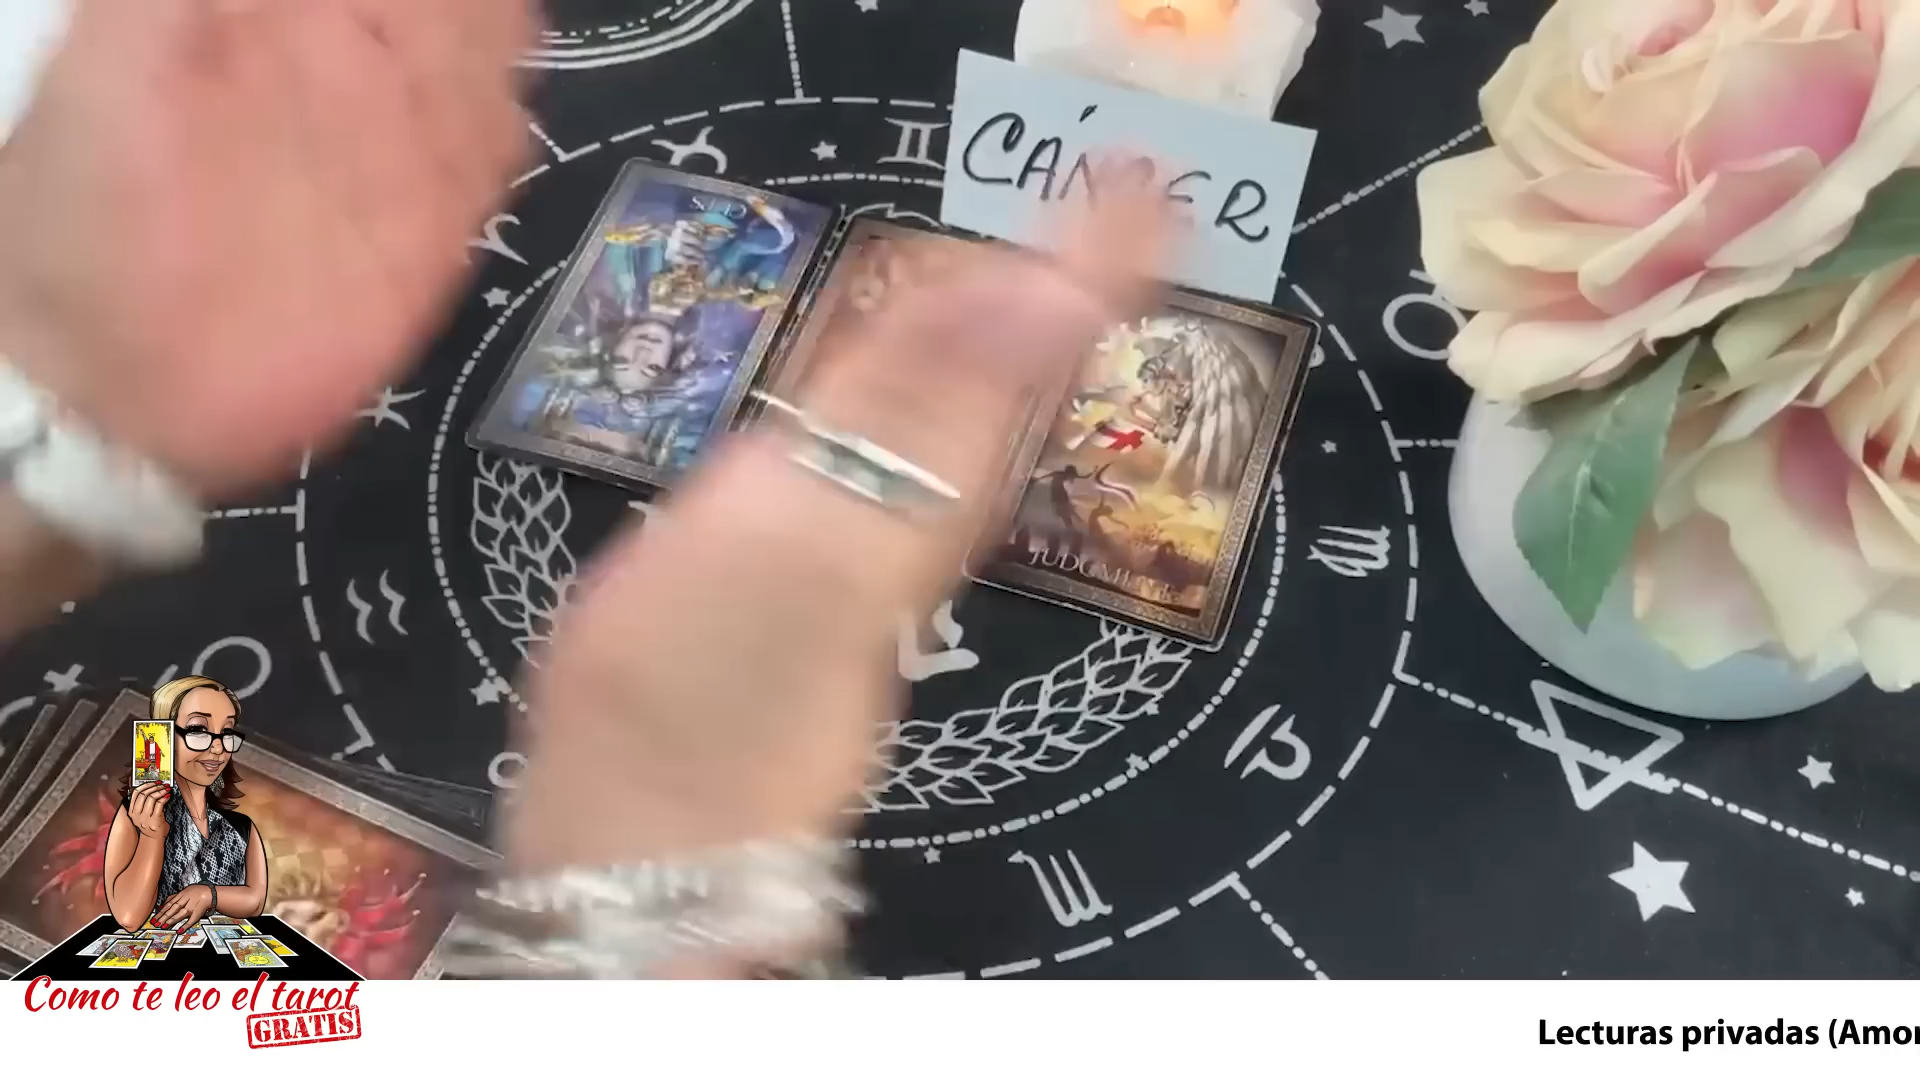 CÁNCER
JUDGMENT
Como te leo el tarot
GRATIS
Lecturas privadas (Amor